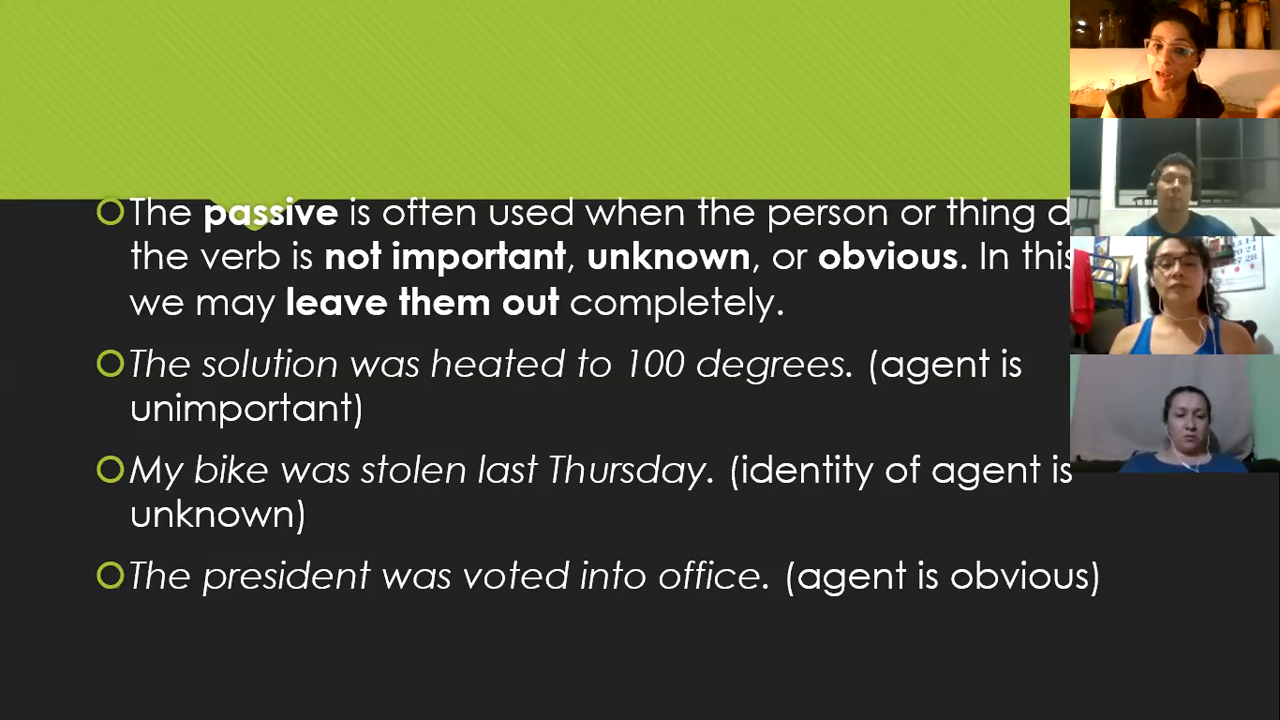 The passive is often used when the person or thing
the verb is not important, unknown, or obvious. In this
we may leave them out completely.
The solution was heated to 100 degrees. (agent is
unimportant)
My bike was stolen last Thursday. (identity of agent is
unknown)
The president was voted into office. (agent is obvious)